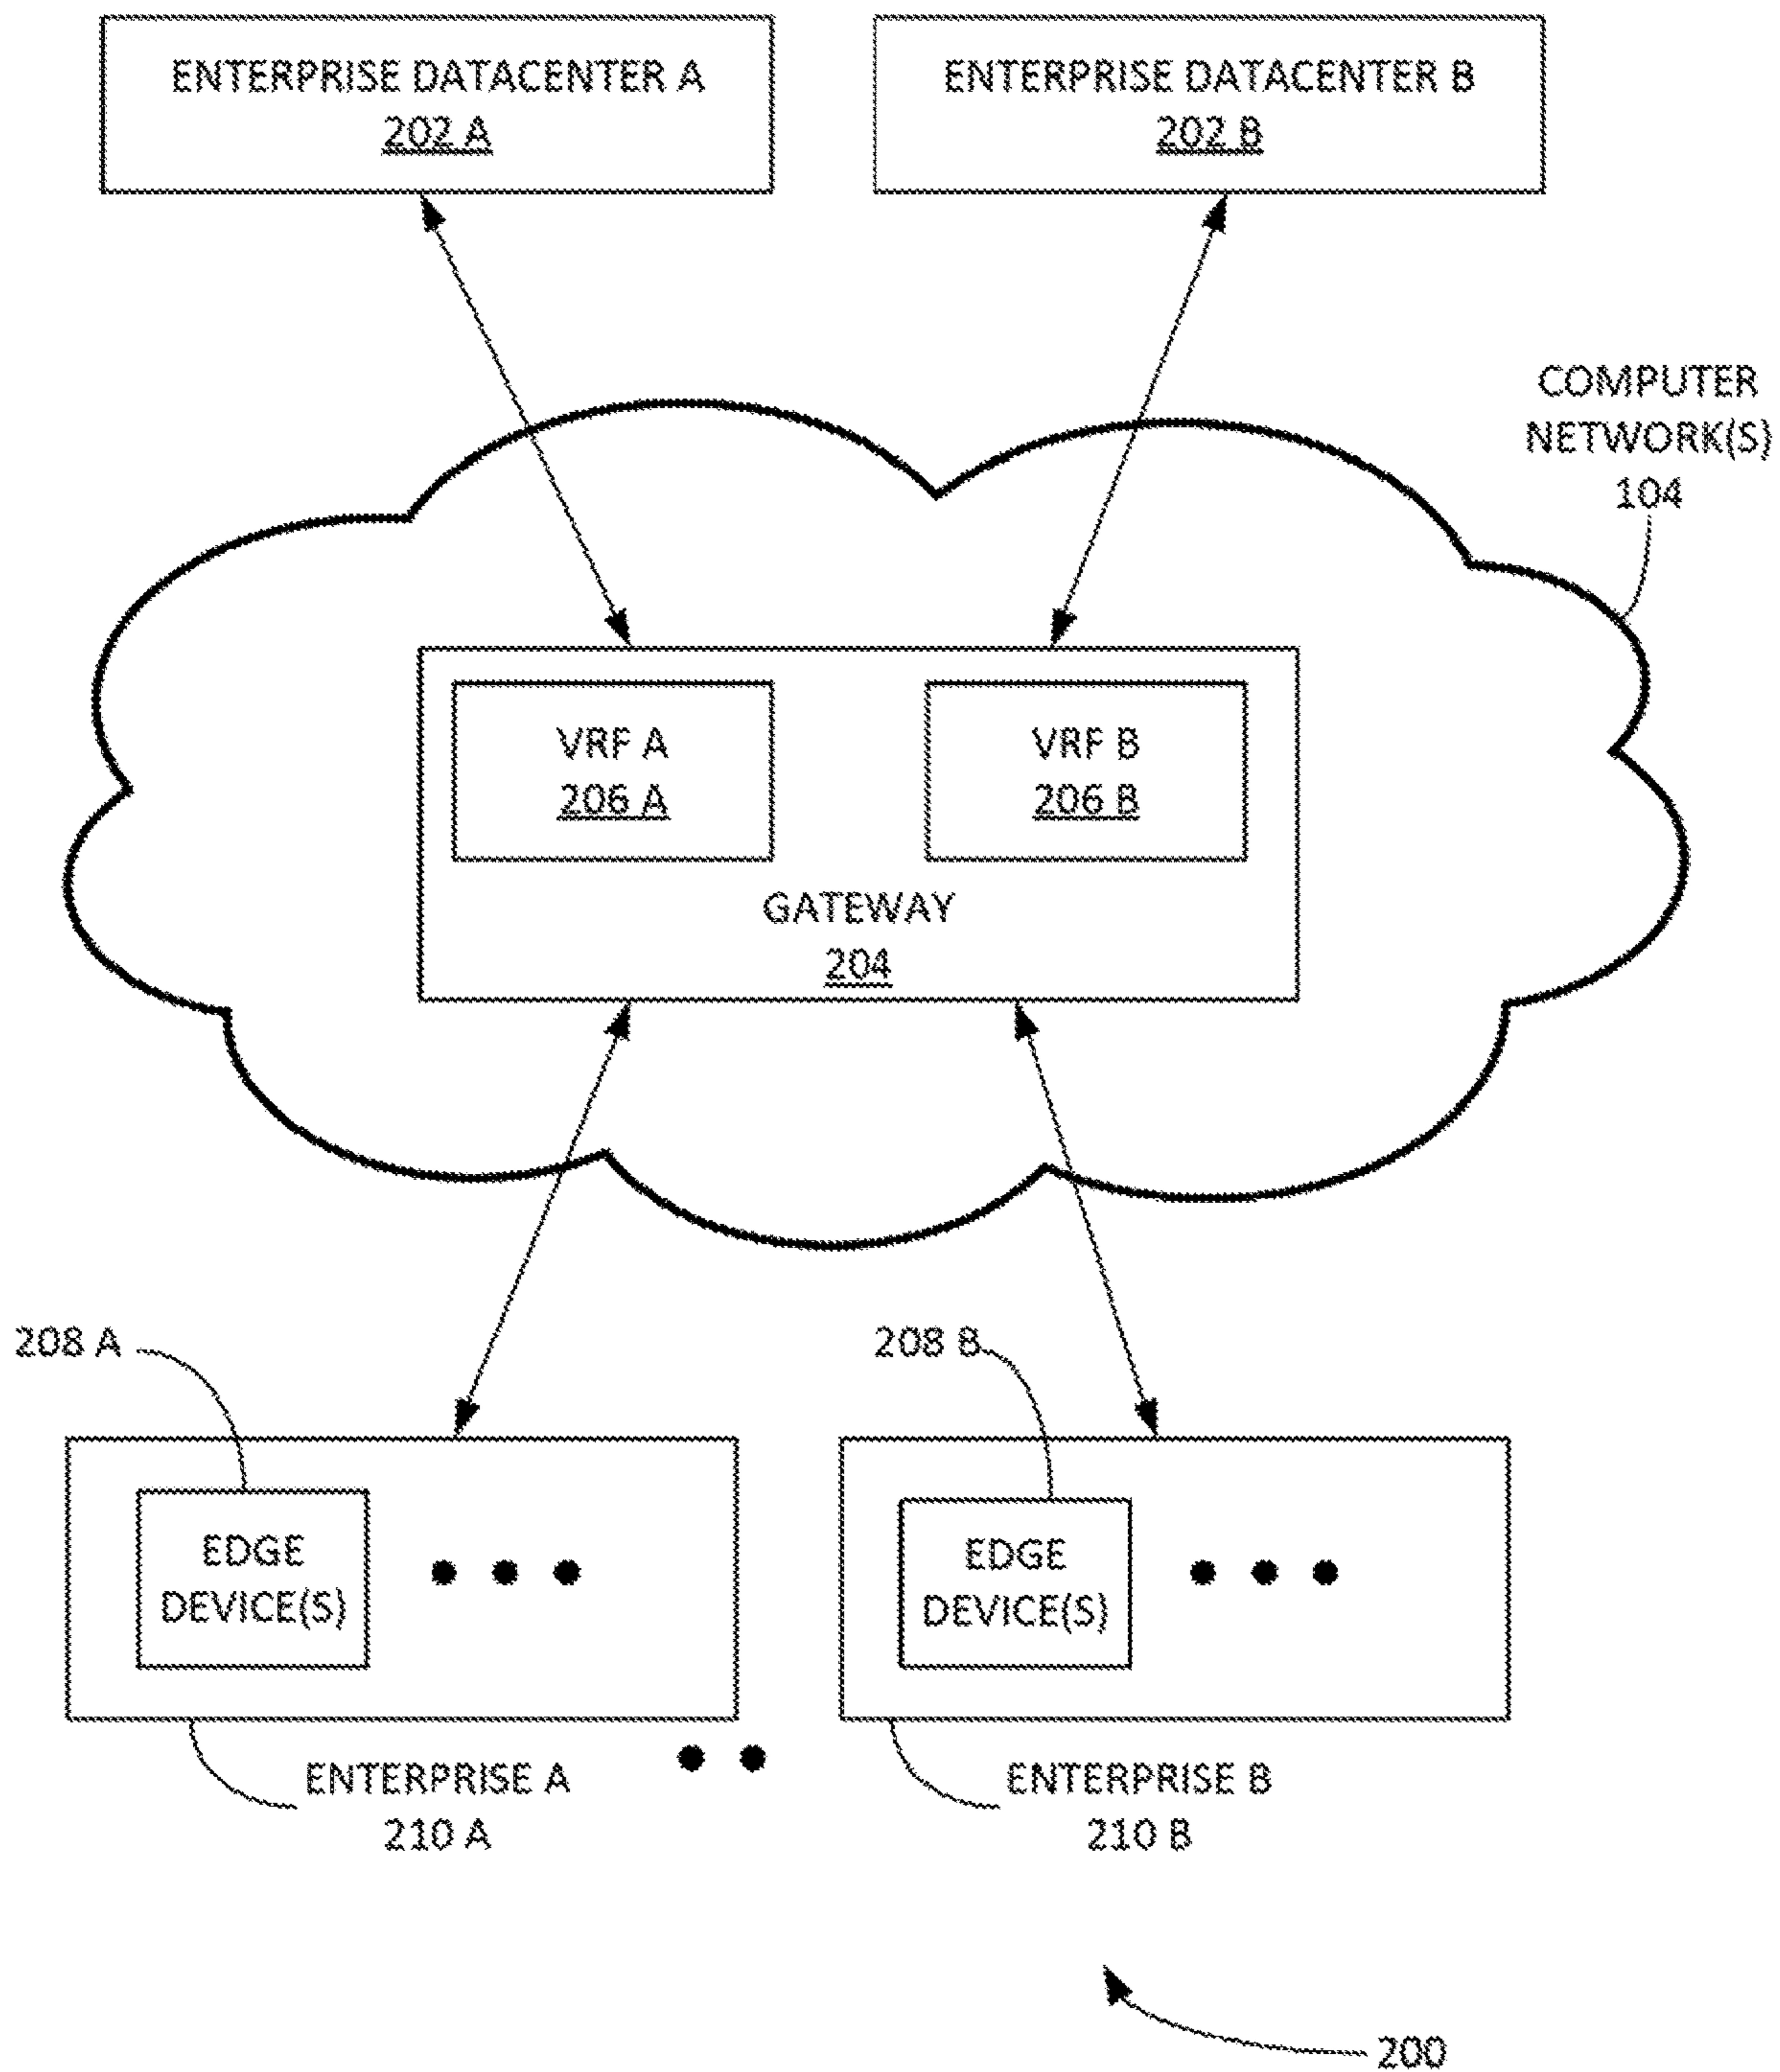 ENTERPRISE DATACENTER A
202 A
ENTERPRISE DATACENTER B
202 B
COMPUTER
NETWORK(S)
104
VRF A
206 A
VRF B
206 B
GATEWAY
204
208 A
208 B
EDGE
DEVICE(S)
EDGE
DEVICE(S)
ENTERPRISE A
210 A
ENTERPRISE B
210 B
200